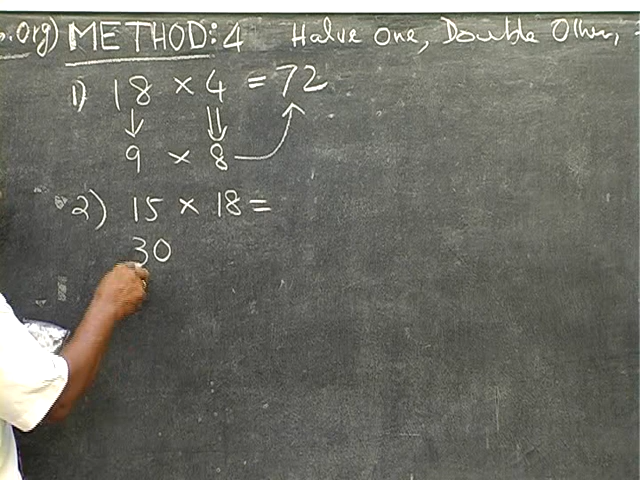 .Org) METHOD: 4 Halve One, Double Other,
1) 18 × 4 = 72
↓ ⇓
9 × 8
2) 15 × 18 =
30